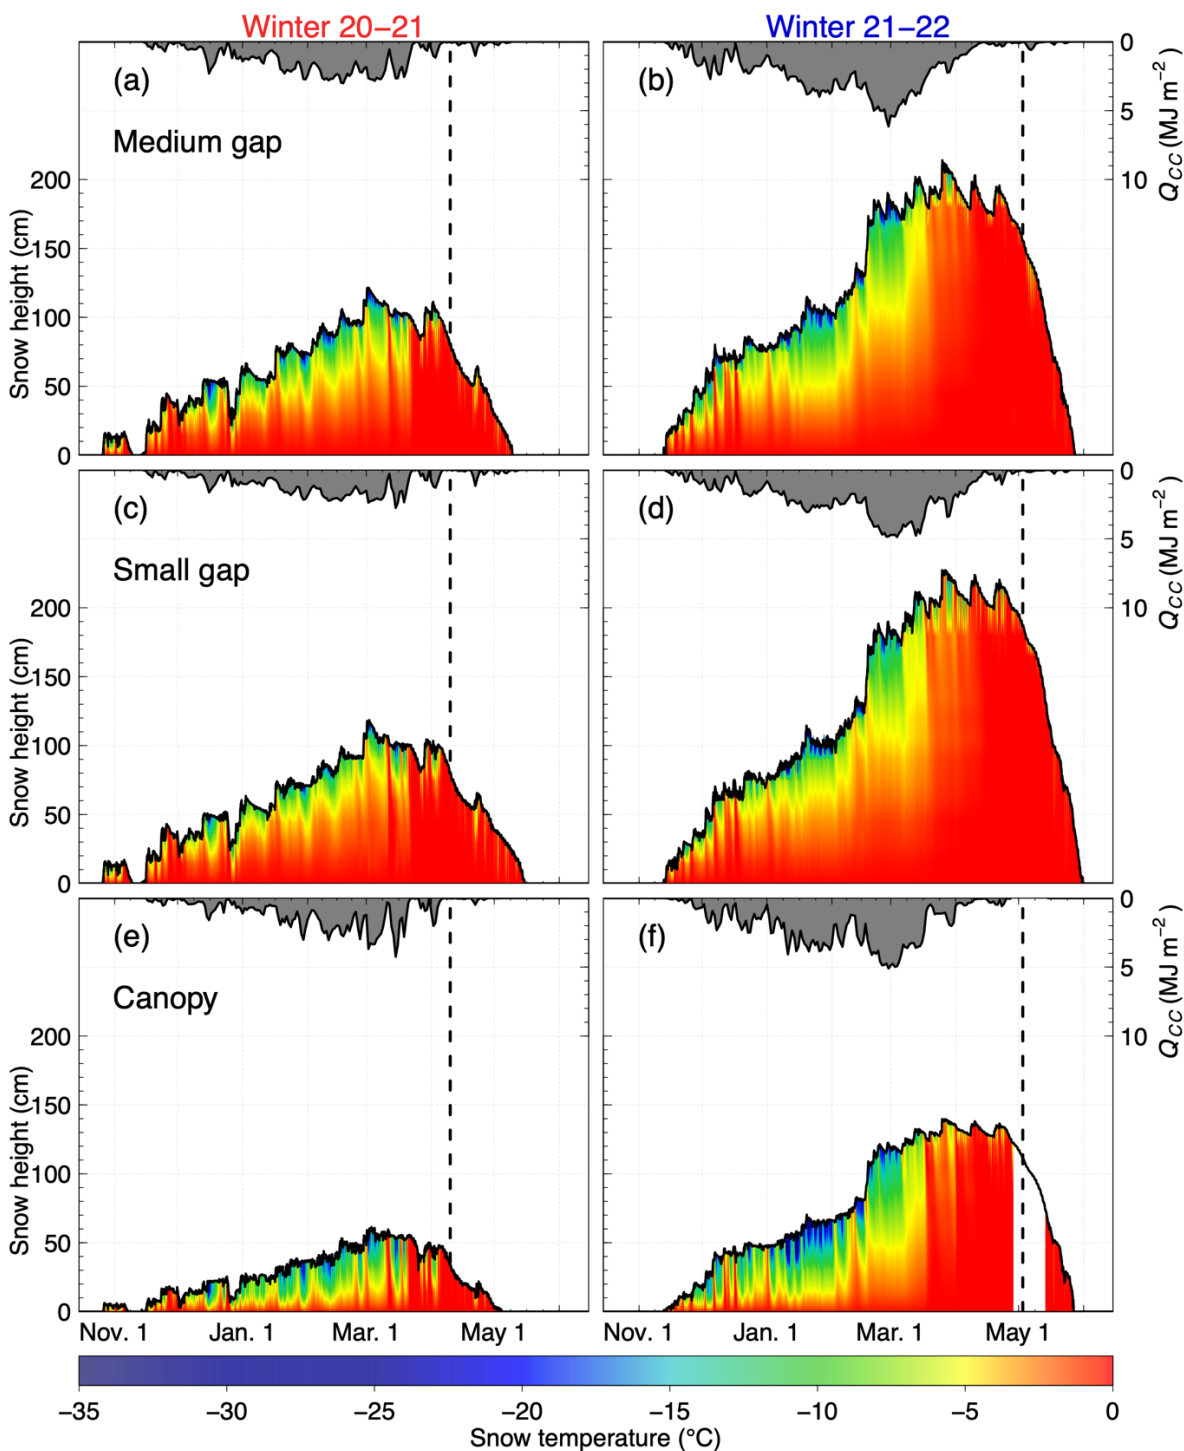 Winter 20−21
Winter 21−22
(a)
Medium gap
Snow height (cm)
200
150
100
50
0
(b)
0
5
10
QCC (MJ m−2)
(c)
Small gap
Snow height (cm)
200
150
100
50
0
(d)
0
5
10
QCC (MJ m−2)
(e)
Canopy
Snow height (cm)
200
150
100
50
0
(f)
0
5
10
QCC (MJ m−2)
Nov. 1 Jan. 1 Mar. 1 May 1
Nov. 1 Jan. 1 Mar. 1 May 1
−35 −30 −25 −20 −15 −10 −5 0
Snow temperature (°C)